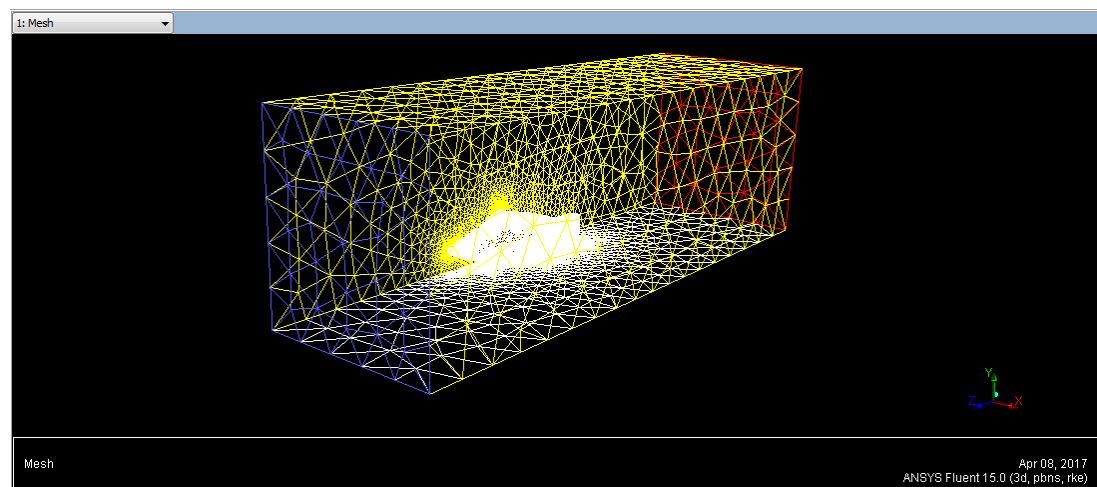 1: Mesh
Y
Z
X
Mesh
Apr 08, 2017
ANSYS Fluent 15.0 (3d, pbns, rke)